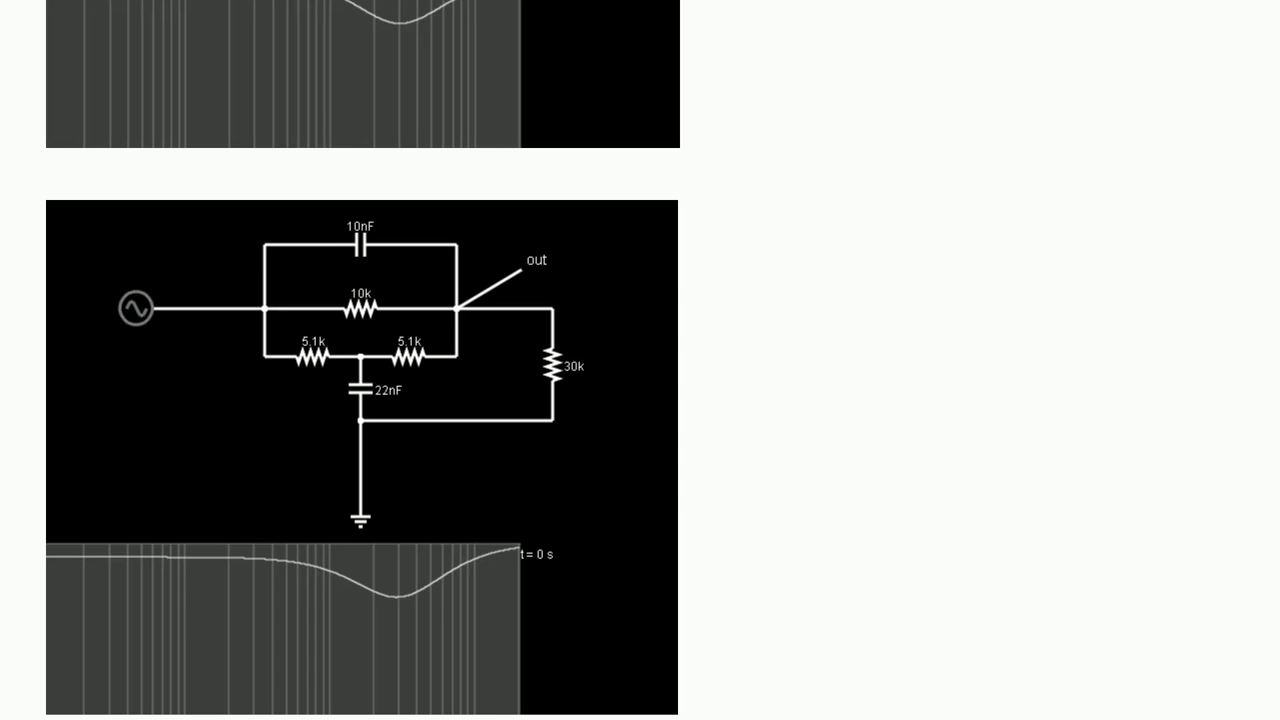 10nF
out
10k
5.1k
5.1k
30k
22nF
t = 0 s